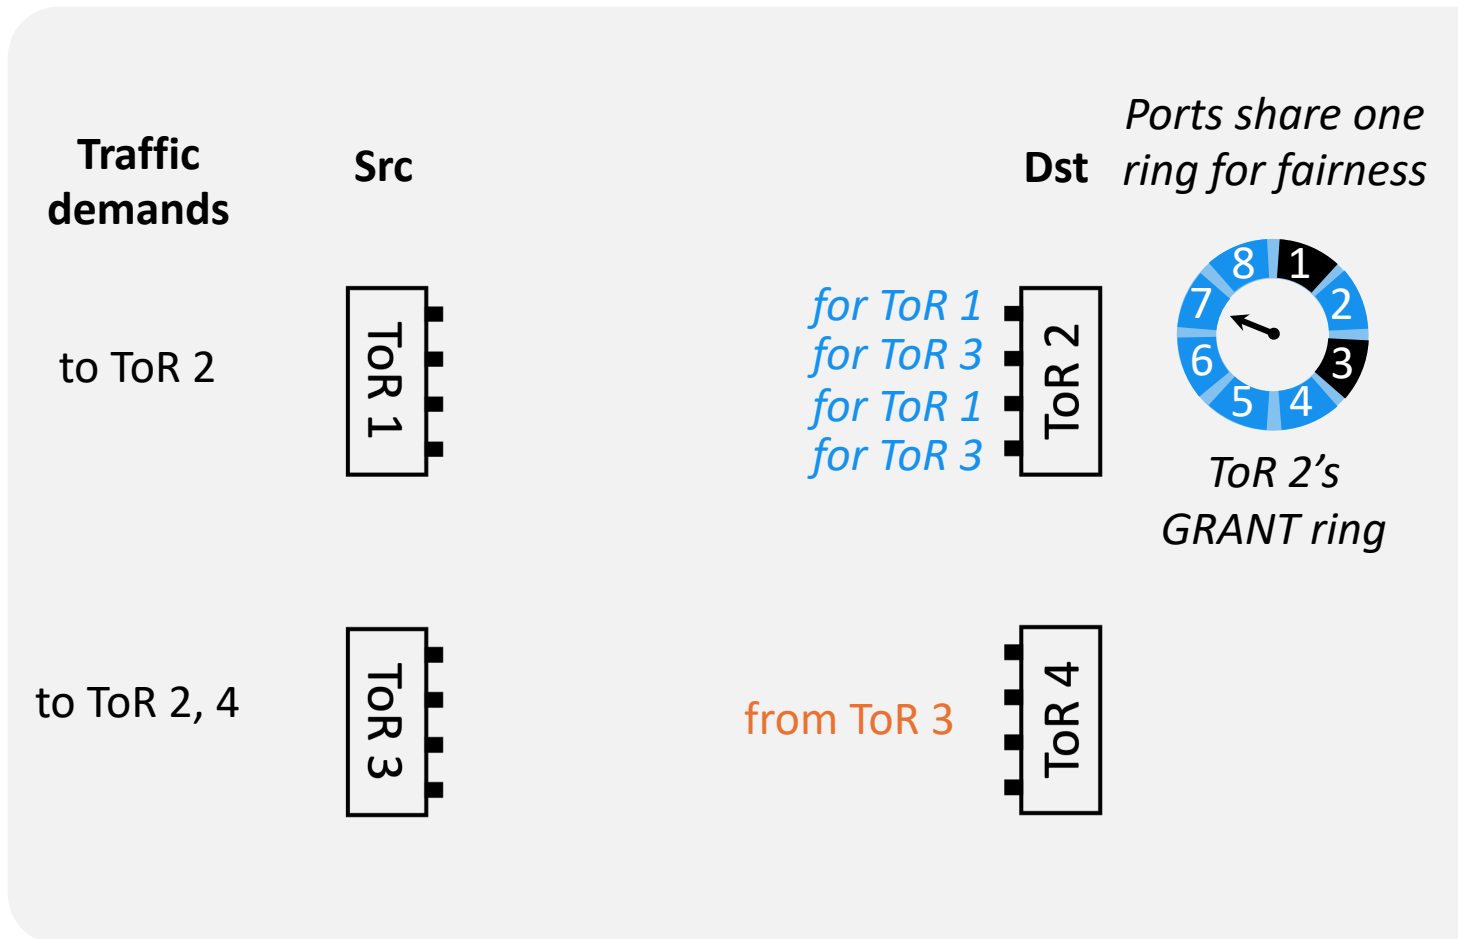 Traffic
demands
Src
Dst
Ports share one
ring for fairness
to ToR 2
ToR 1
for ToR 1
for ToR 3
for ToR 1
for ToR 3
ToR 2
8
1
2
3
4
5
6
7
ToR 2’s
GRANT ring
to ToR 2, 4
ToR 3
from ToR 3
ToR 4